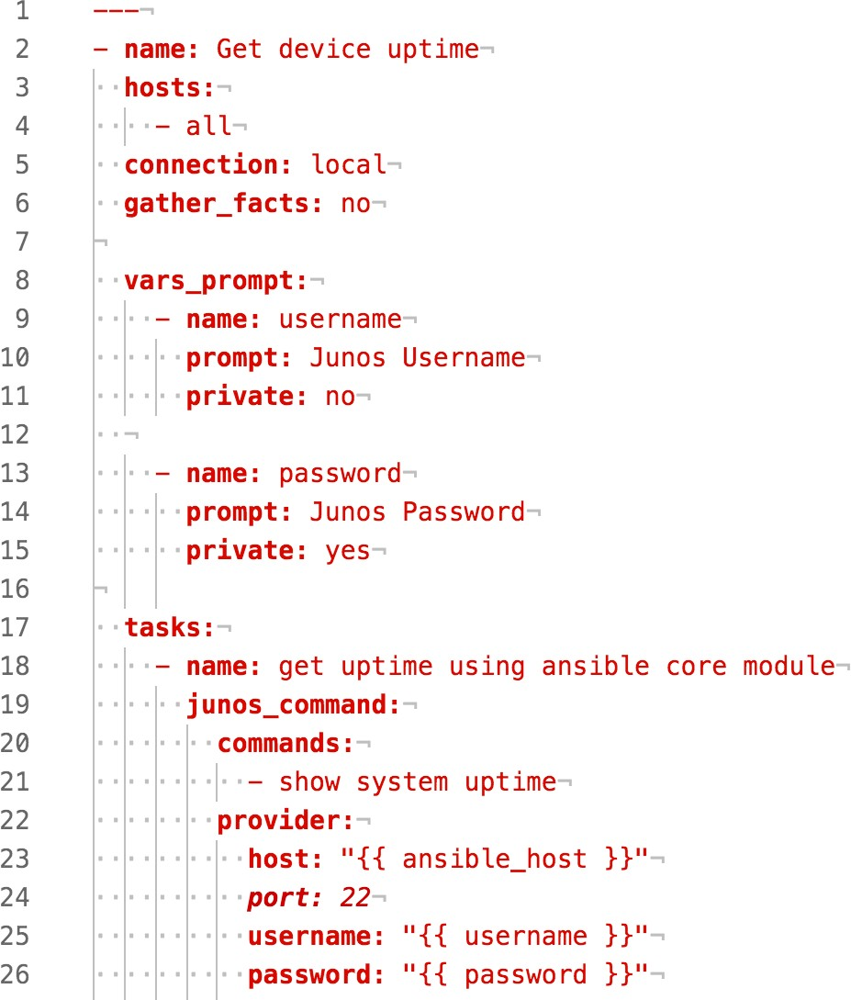 1 ---¬
2 - name: Get device uptime¬
3 ··hosts:¬
4 ····- all¬
5 ··connection: local¬
6 ··gather_facts: no¬
7 ¬
8 ··vars_prompt:¬
9 ····- name: username¬
10 ······prompt: Junos Username¬
11 ······private: no¬
12 ··¬
13 ····- name: password¬
14 ······prompt: Junos Password¬
15 ······private: yes¬
16 ¬
17 ··tasks:¬
18 ····- name: get uptime using ansible core module¬
19 ······junos_command:¬
20 ········commands:¬
21 ··········- show system uptime¬
22 ········provider:¬
23 ··········host: "{{ ansible_host }}"¬
24 ··········port: 22¬
25 ··········username: "{{ username }}"¬
26 ··········password: "{{ password }}"¬